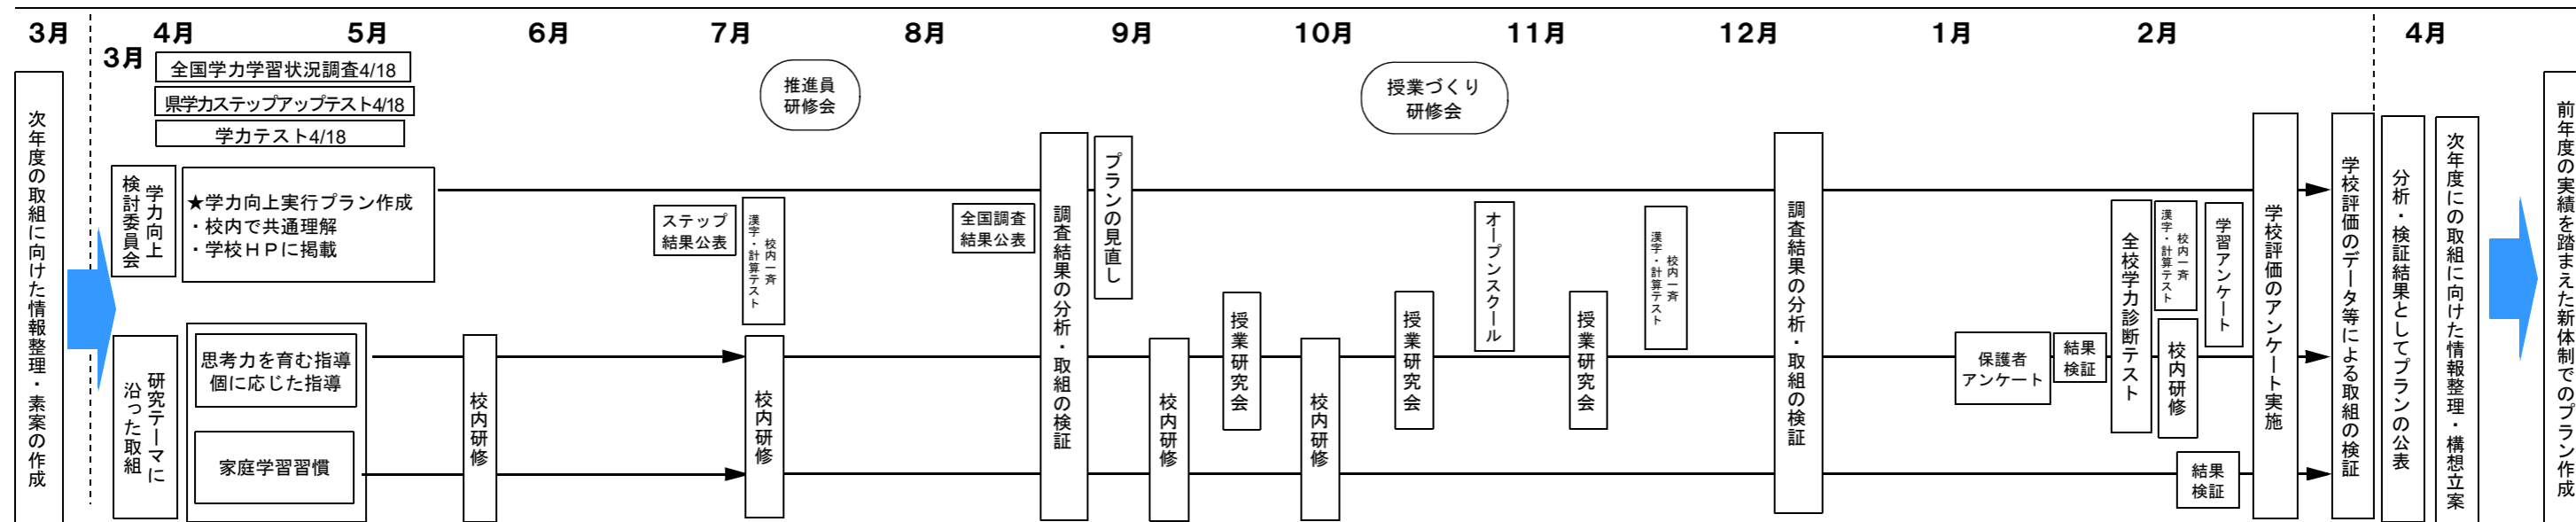 3月
4月
5月
6月
7月
8月
9月
10月
11月
12月
1月
2月
4月
3月
次年度の取組に向けた情報整理・素案の作成
全国学力学習状況調査4/18
県学力ステップアップテスト4/18
学力テスト4/18
学力向上
検討委員会
★学力向上実行プラン作成
・校内で共通理解
・学校HPに掲載
研究テーマに
沿った取組
思考力を育む指導
個に応じた指導
家庭学習習慣
校内研修
ステップ
結果公表
校内一斉
漢字・計算テスト
校内研修
推進員
研修会
全国調査
結果公表
調査結果の分析・取組の検証
プランの見直し
校内研修
授業研究会
校内研修
授業づくり
研修会
授業研究会
オープンスクール
授業研究会
校内一斉
漢字・計算テスト
調査結果の分析・取組の検証
保護者
アンケート
結果
検証
全校学力診断テスト
校内一斉
漢字・計算テスト
校内研修
学習アンケート
結果
検証
学校評価のアンケート実施
学校評価のデータ等による取組の検証
分析・検証結果としてプランの公表
次年度にの取組に向けた情報整理・構想立案
前年度の実績を踏まえた新体制でのプラン作成